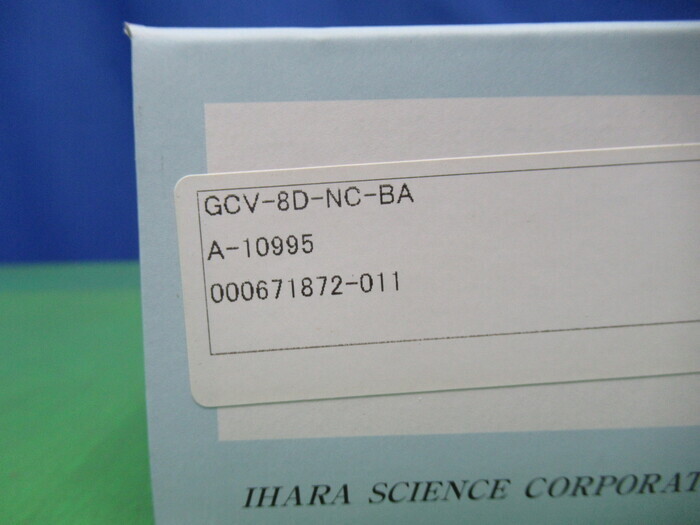 GCV-8D-NC-BA
A-10995
000671872-011
IHARA SCIENCE CORPORAT